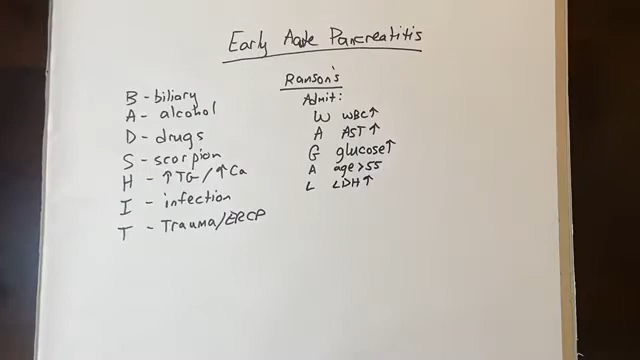 Early Acute Pancreatitis
B - biliary
A - alcohol
D - drugs
S - scorpion
H - ↑TG/↑Ca
I - infection
T - Trauma/ERCP
Ranson's
Admit:
W WBC↑
A AST↑
G glucose↑
A age>55
L LDH↑